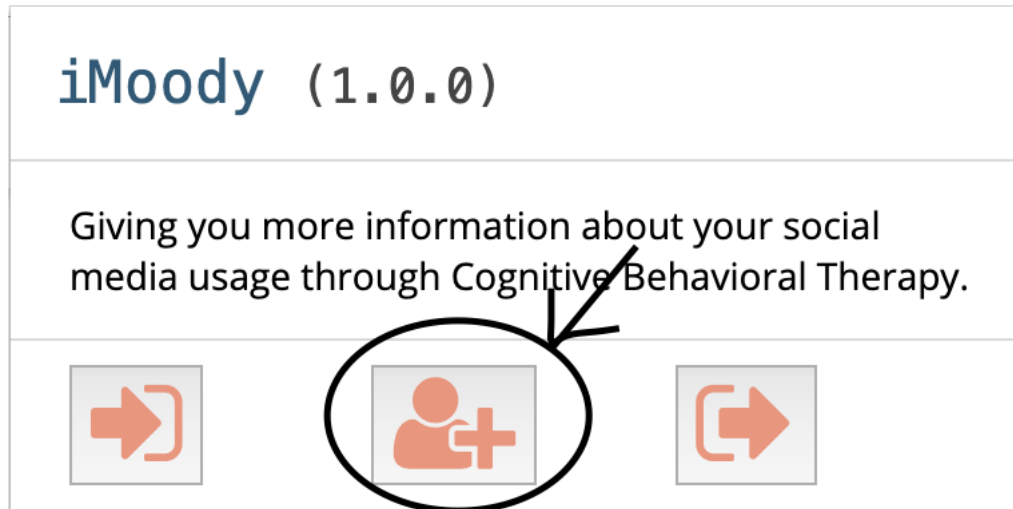 iMoody (1.0.0)
Giving you more information about your social
media usage through Cognitive Behavioral Therapy.